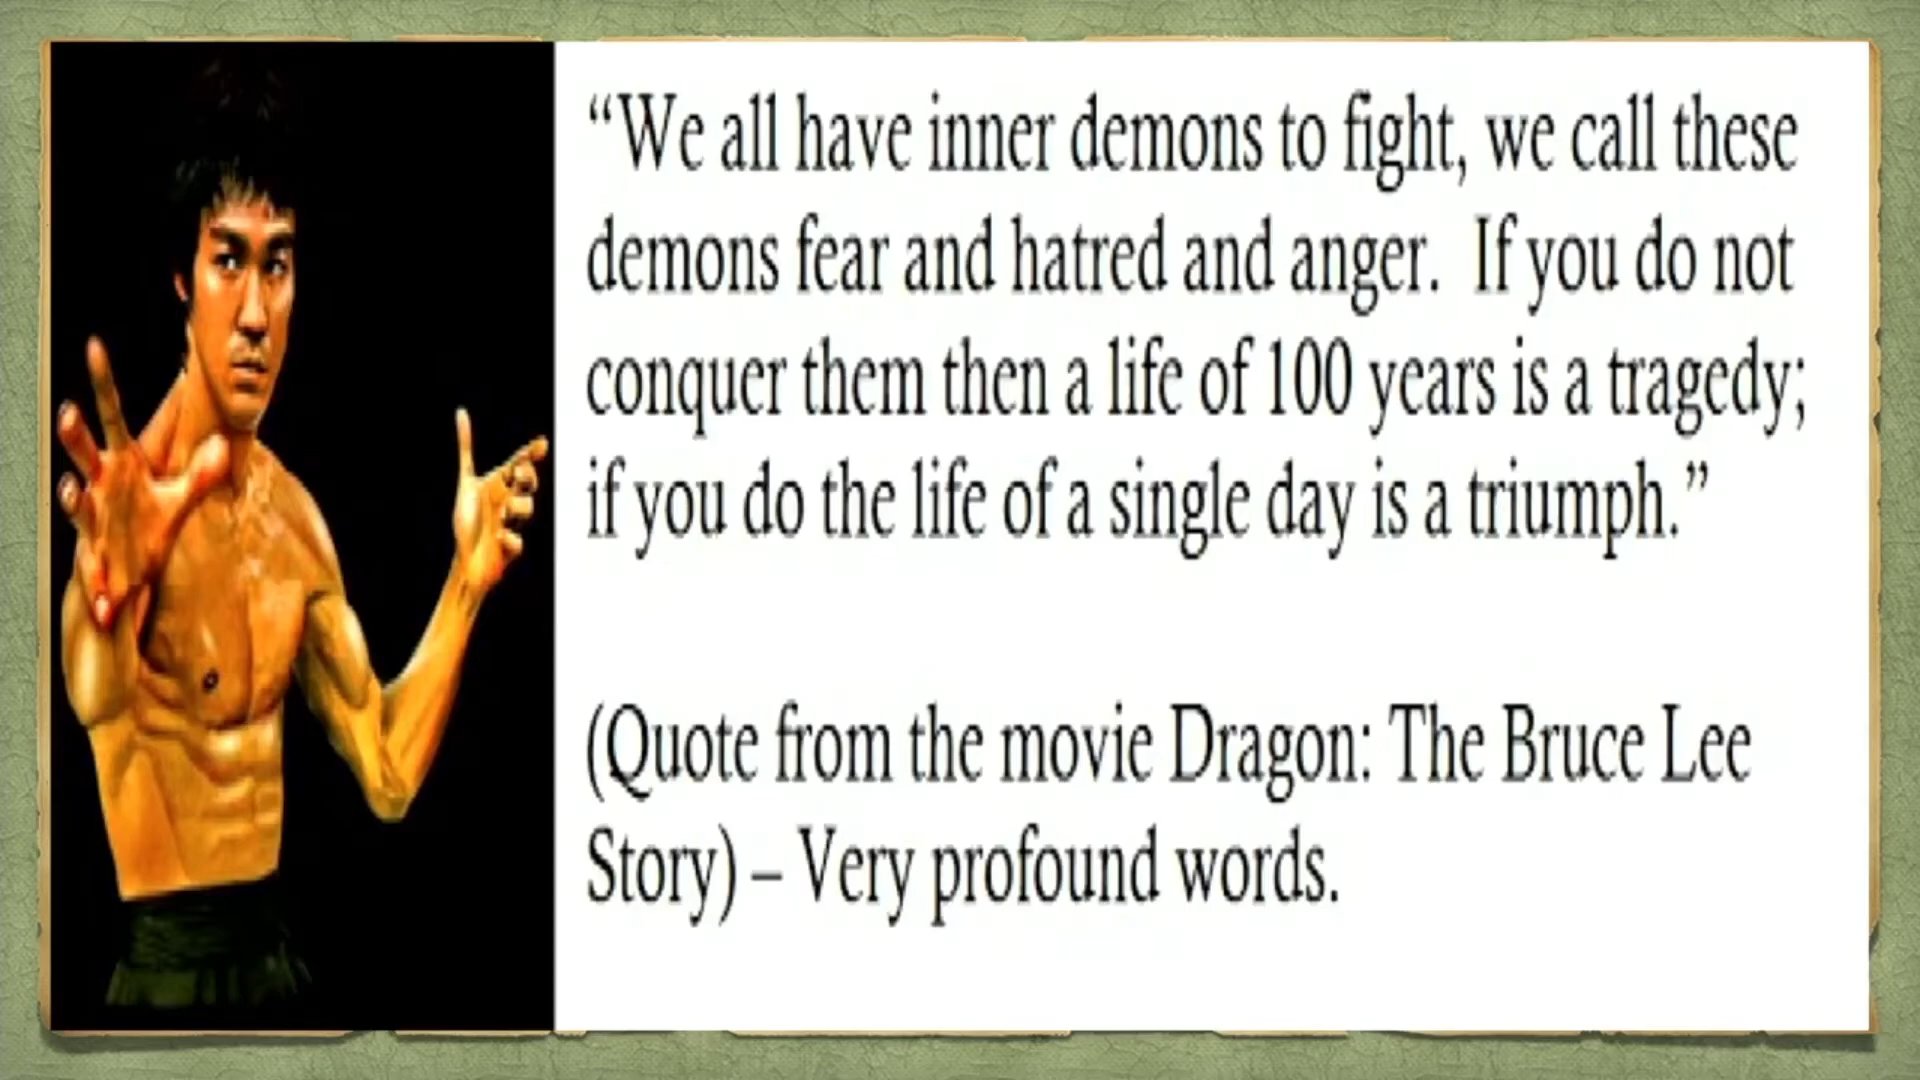 “We all have inner demons to fight, we call these
demons fear and hatred and anger.  If you do not
conquer them then a life of 100 years is a tragedy;
if you do the life of a single day is a triumph.”
(Quote from the movie Dragon: The Bruce Lee
Story) – Very profound words.